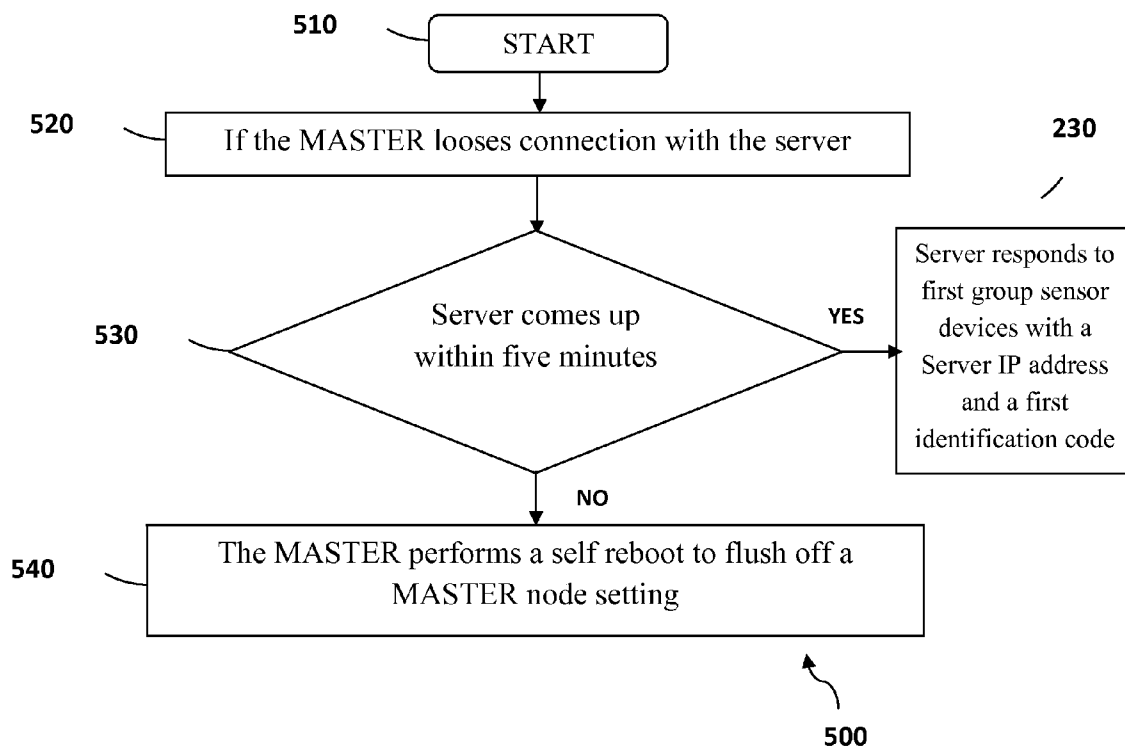 510
START
520
If the MASTER looses connection with the server
230
Server responds to
first group sensor
devices with a
Server IP address
and a first
identification code
530
Server comes up
within five minutes
YES
NO
540
The MASTER performs a self reboot to flush off a
MASTER node setting
500